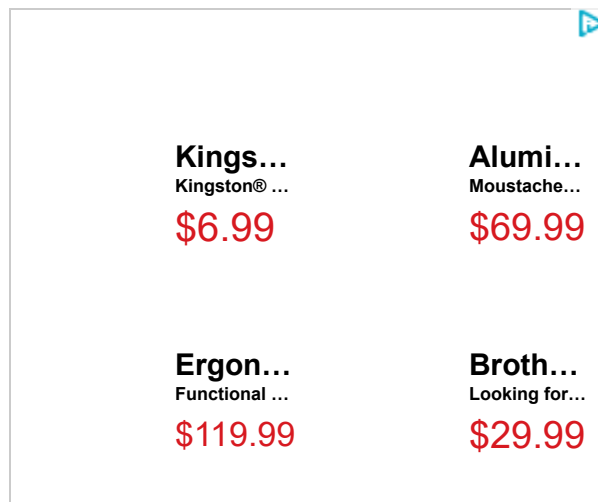 Kings...
Kingston® ...
$6.99
Alumi...
Moustache...
$69.99
Ergon...
Functional ...
$119.99
Broth...
Looking for...
$29.99